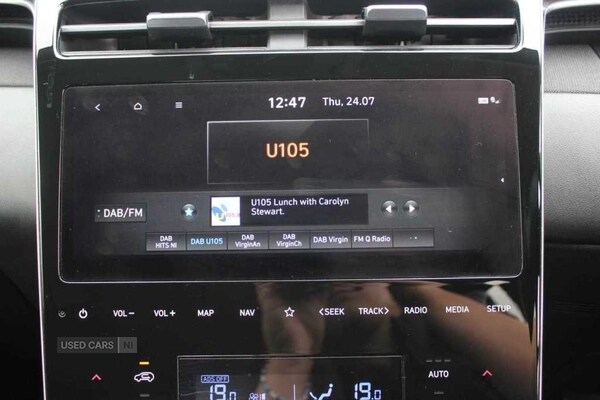 12:47 Thu, 24.07
U105
U105 Lunch with Carolyn
Stewart.
DAB/FM
DAB HITS NI
DAB U105
DAB VirginAn
DAB VirginCh
DAB Virgin
FM Q Radio
VOL− VOL+ MAP NAV <SEEK TRACK> RADIO MEDIA SETUP
USED CARS NI
ADS OFF
19.0 19.0
AUTO